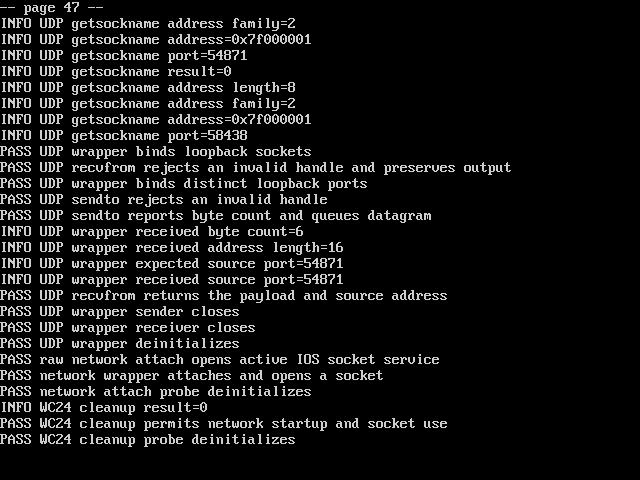 -- page 47 --
INFO UDP getsockname address family=2
INFO UDP getsockname address=0x7f000001
INFO UDP getsockname port=54871
INFO UDP getsockname result=0
INFO UDP getsockname address length=8
INFO UDP getsockname address family=2
INFO UDP getsockname address=0x7f000001
INFO UDP getsockname port=58438
PASS UDP wrapper binds loopback sockets
PASS UDP recvfrom rejects an invalid handle and preserves output
PASS UDP wrapper binds distinct loopback ports
PASS UDP sendto rejects an invalid handle
PASS UDP sendto reports byte count and queues datagram
INFO UDP wrapper received byte count=6
INFO UDP wrapper received address length=16
INFO UDP wrapper expected source port=54871
INFO UDP wrapper received source port=54871
PASS UDP recvfrom returns the payload and source address
PASS UDP wrapper sender closes
PASS UDP wrapper receiver closes
PASS UDP wrapper deinitializes
PASS raw network attach opens active IOS socket service
PASS network wrapper attaches and opens a socket
PASS network attach probe deinitializes
INFO WC24 cleanup result=0
PASS WC24 cleanup permits network startup and socket use
PASS WC24 cleanup probe deinitializes